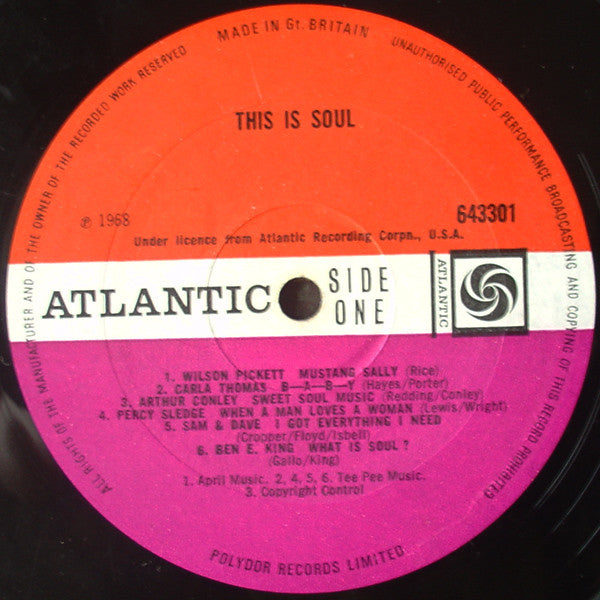 MADE IN Gt. BRITAIN
UNAUTHORISED PUBLIC PERFORMANCE BROADCASTING AND COPYING OF THIS RECORD PROHIBITED
ALL RIGHTS OF THE MANUFACTURER AND OF THE OWNER OF THE RECORDED WORK RESERVED
THIS IS SOUL
℗ 1968
643301
Under licence from Atlantic Recording Corpn., U.S.A.
ATLANTIC
SIDE
ONE
ATLANTIC
1. WILSON PICKETT MUSTANG SALLY (Rice)
2. CARLA THOMAS B—A—B—Y (Hayes/Porter)
3. ARTHUR CONLEY SWEET SOUL MUSIC (Redding/Conley)
4. PERCY SLEDGE WHEN A MAN LOVES A WOMAN (Lewis/Wright)
5. SAM & DAVE I GOT EVERYTHING I NEED
(Cropper/Floyd/Isbell)
6. BEN E. KING WHAT IS SOUL?
(Gallo/King)
1. April Music. 2, 4, 5, 6. Tee Pee Music.
3. Copyright Control
POLYDOR RECORDS LIMITED